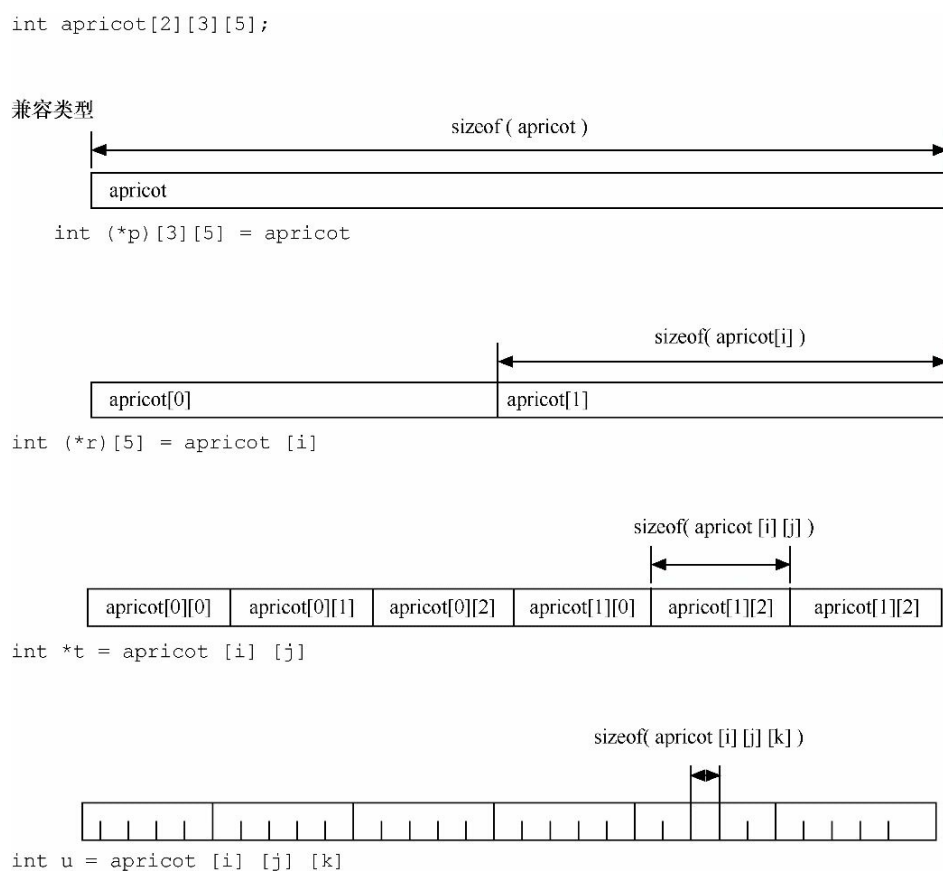 int apricot[2][3][5];
兼容类型
sizeof ( apricot )
apricot
int (*p)[3][5] = apricot
sizeof( apricot[i] )
apricot[0] apricot[1]
int (*r)[5] = apricot [i]
sizeof( apricot [i] [j] )
apricot[0][0] apricot[0][1] apricot[0][2] apricot[1][0] apricot[1][2] apricot[1][2]
int *t = apricot [i] [j]
sizeof( apricot [i] [j] [k] )
int u = apricot [i] [j] [k]